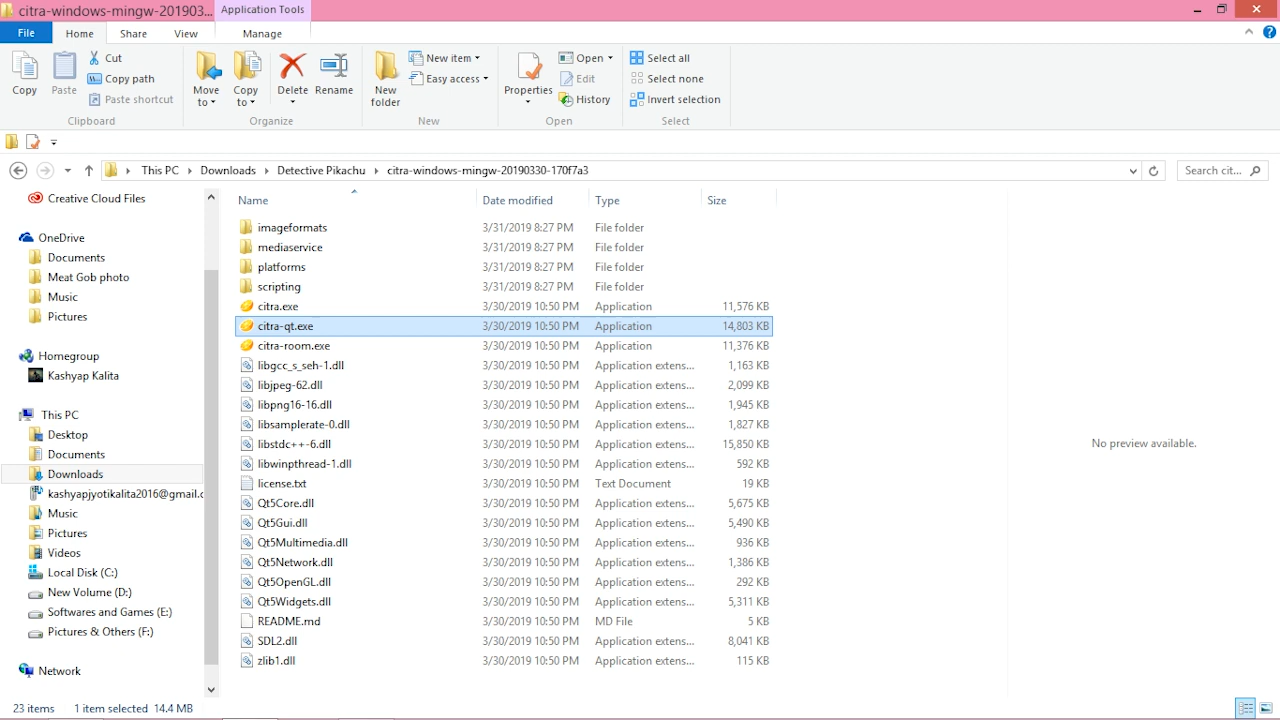 citra-windows-mingw-201903...
Application Tools
File
Home
Share
View
Manage
Copy
Paste
Cut
Copy path
Paste shortcut
Clipboard
Move to
Copy to
Delete
Rename
Organize
New folder
New item
Easy access
New
Properties
Open
Edit
History
Open
Select all
Select none
Invert selection
Select
This PC
Downloads
Detective Pikachu
citra-windows-mingw-20190330-170f7a3
Search cit...
Creative Cloud Files
OneDrive
Documents
Meat Gob photo
Music
Pictures
Homegroup
Kashyap Kalita
This PC
Desktop
Documents
Downloads
kashyapjyotikalita2016@gmail.c
Music
Pictures
Videos
Local Disk (C:)
New Volume (D:)
Softwares and Games (E:)
Pictures & Others (F:)
Network
Name Date modified Type Size
imageformats 3/31/2019 8:27 PM File folder
mediaservice 3/31/2019 8:27 PM File folder
platforms 3/31/2019 8:27 PM File folder
scripting 3/31/2019 8:27 PM File folder
citra.exe 3/30/2019 10:50 PM Application 11,576 KB
citra-qt.exe 3/30/2019 10:50 PM Application 14,803 KB
citra-room.exe 3/30/2019 10:50 PM Application 11,376 KB
libgcc_s_seh-1.dll 3/30/2019 10:50 PM Application extens... 1,163 KB
libjpeg-62.dll 3/30/2019 10:50 PM Application extens... 2,099 KB
libpng16-16.dll 3/30/2019 10:50 PM Application extens... 1,945 KB
libsamplerate-0.dll 3/30/2019 10:50 PM Application extens... 1,827 KB
libstdc++-6.dll 3/30/2019 10:50 PM Application extens... 15,850 KB
libwinpthread-1.dll 3/30/2019 10:50 PM Application extens... 592 KB
license.txt 3/30/2019 10:50 PM Text Document 19 KB
Qt5Core.dll 3/30/2019 10:50 PM Application extens... 5,675 KB
Qt5Gui.dll 3/30/2019 10:50 PM Application extens... 5,490 KB
Qt5Multimedia.dll 3/30/2019 10:50 PM Application extens... 936 KB
Qt5Network.dll 3/30/2019 10:50 PM Application extens... 1,386 KB
Qt5OpenGL.dll 3/30/2019 10:50 PM Application extens... 292 KB
Qt5Widgets.dll 3/30/2019 10:50 PM Application extens... 5,311 KB
README.md 3/30/2019 10:50 PM MD File 5 KB
SDL2.dll 3/30/2019 10:50 PM Application extens... 8,041 KB
zlib1.dll 3/30/2019 10:50 PM Application extens... 115 KB
No preview available.
23 items 1 item selected 14.4 MB